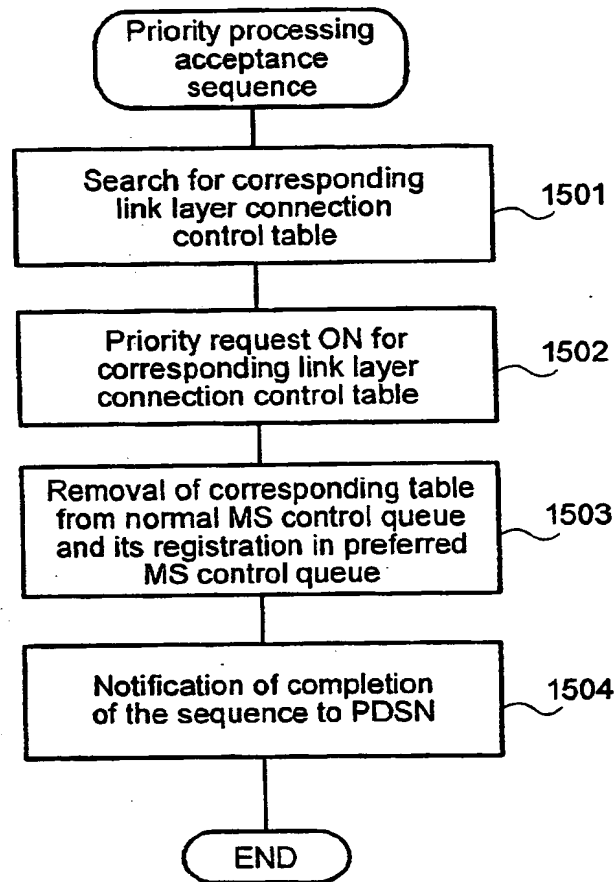 Priority processing
acceptance
sequence
Search for corresponding
link layer connection
control table
1501
Priority request ON for
corresponding link layer
connection control table
1502
Removal of corresponding table
from normal MS control queue
and its registration in preferred
MS control queue
1503
Notification of completion
of the sequence to PDSN
1504
END